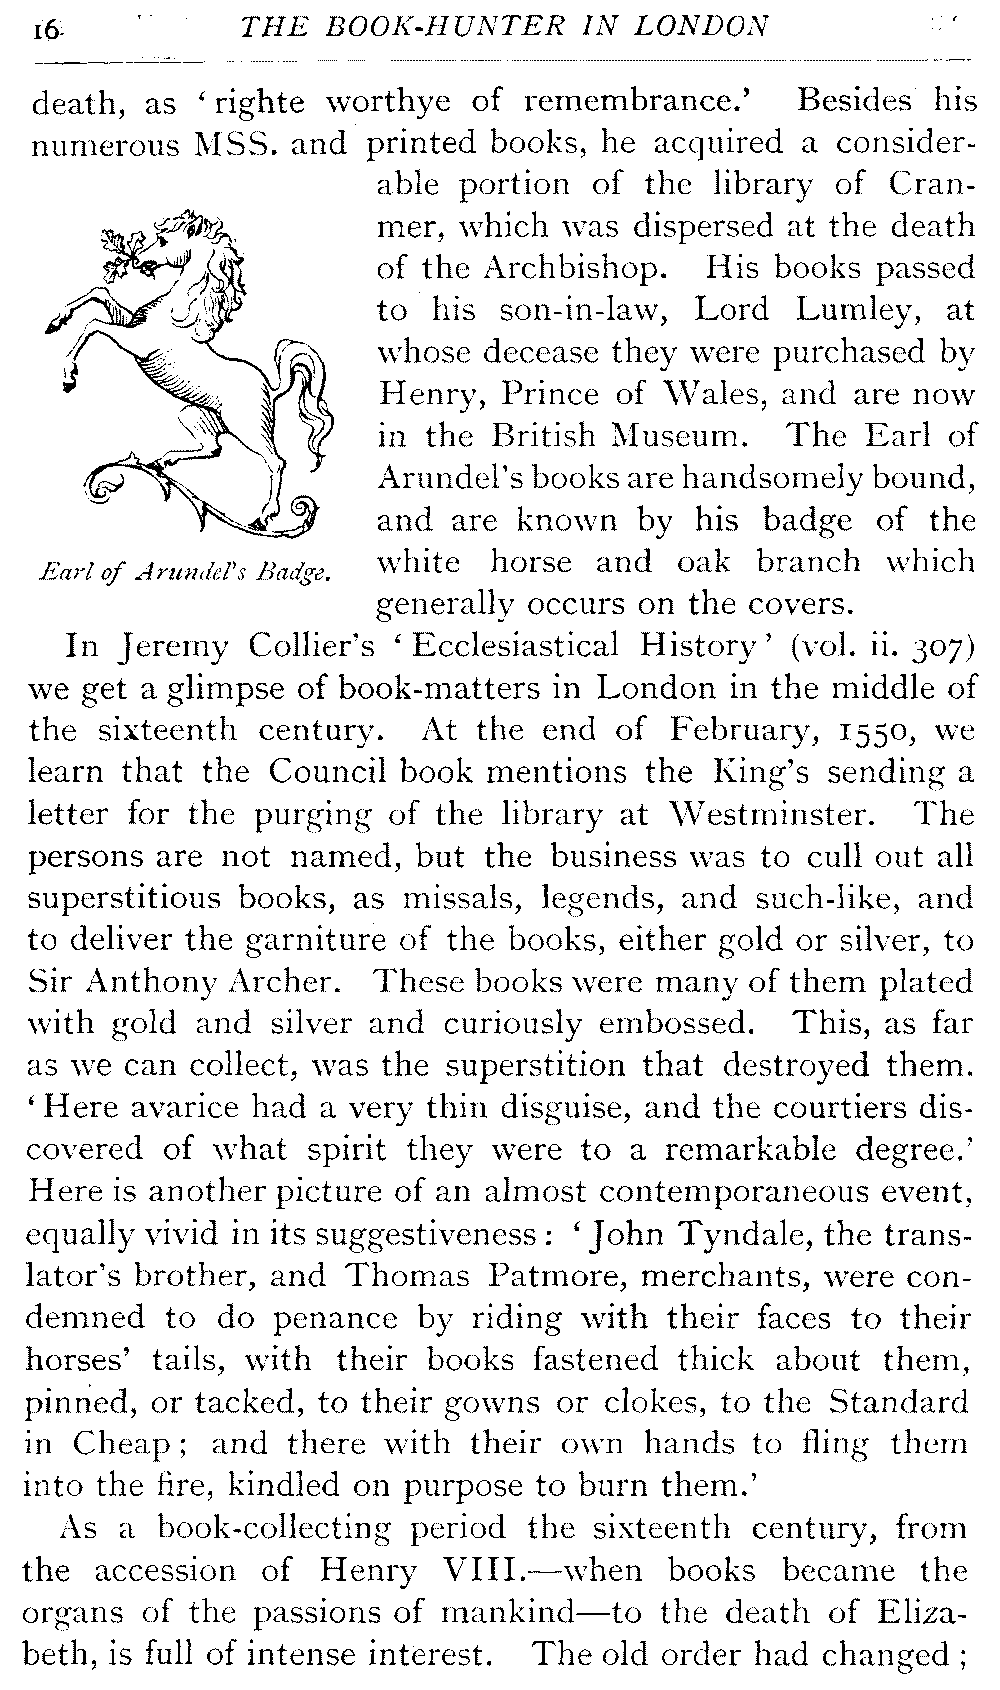 16 THE BOOK-HUNTER IN LONDON
death, as ‘righte worthye of remembrance.’ Besides his
numerous MSS. and printed books, he acquired a consider-
able portion of the library of Cran-
mer, which was dispersed at the death
of the Archbishop. His books passed
to his son-in-law, Lord Lumley, at
whose decease they were purchased by
Henry, Prince of Wales, and are now
in the British Museum. The Earl of
Arundel's books are handsomely bound,
and are known by his badge of the
white horse and oak branch which
generally occurs on the covers.
Earl of Arundel's Badge.
In Jeremy Collier's ‘Ecclesiastical History’ (vol. ii. 307)
we get a glimpse of book-matters in London in the middle of
the sixteenth century. At the end of February, 1550, we
learn that the Council book mentions the King's sending a
letter for the purging of the library at Westminster. The
persons are not named, but the business was to cull out all
superstitious books, as missals, legends, and such-like, and
to deliver the garniture of the books, either gold or silver, to
Sir Anthony Archer. These books were many of them plated
with gold and silver and curiously embossed. This, as far
as we can collect, was the superstition that destroyed them.
‘Here avarice had a very thin disguise, and the courtiers dis-
covered of what spirit they were to a remarkable degree.’
Here is another picture of an almost contemporaneous event,
equally vivid in its suggestiveness: ‘John Tyndale, the trans-
lator's brother, and Thomas Patmore, merchants, were con-
demned to do penance by riding with their faces to their
horses’ tails, with their books fastened thick about them,
pinned, or tacked, to their gowns or clokes, to the Standard
in Cheap; and there with their own hands to fling them
into the fire, kindled on purpose to burn them.’
As a book-collecting period the sixteenth century, from
the accession of Henry VIII.—when books became the
organs of the passions of mankind—to the death of Eliza-
beth, is full of intense interest. The old order had changed;